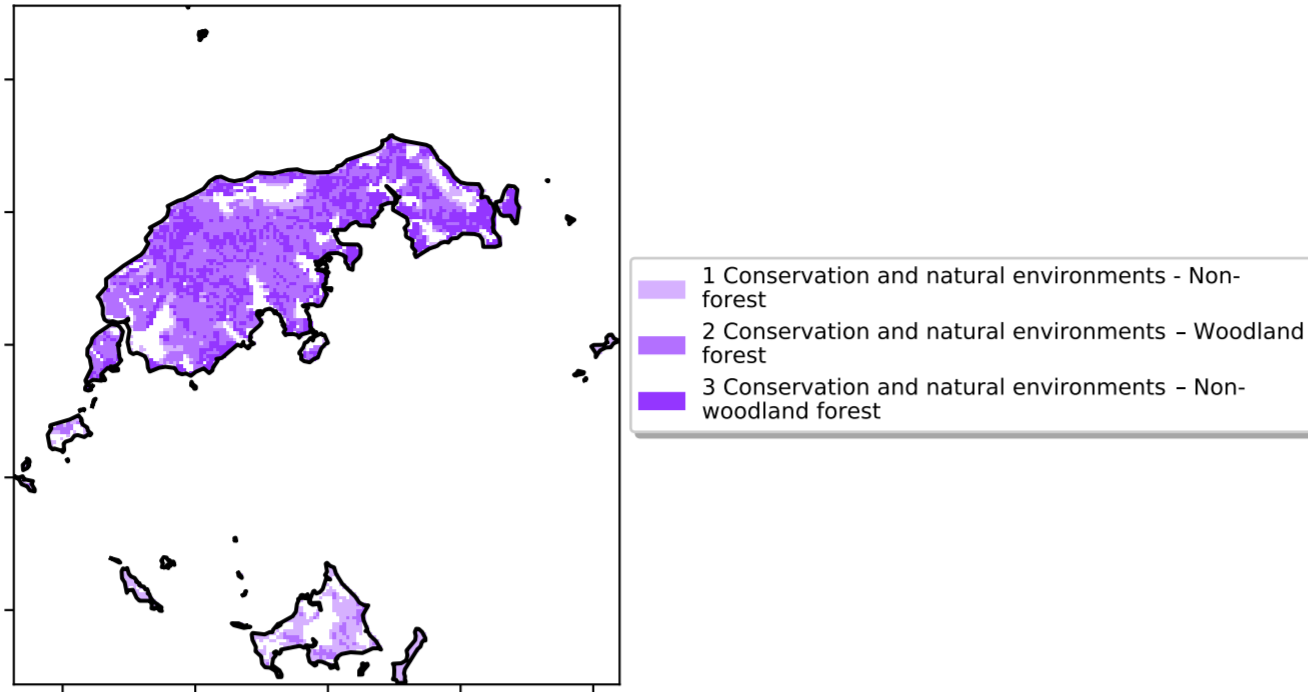 1 Conservation and natural environments - Non-
forest
2 Conservation and natural environments – Woodland
forest
3 Conservation and natural environments – Non-
woodland forest